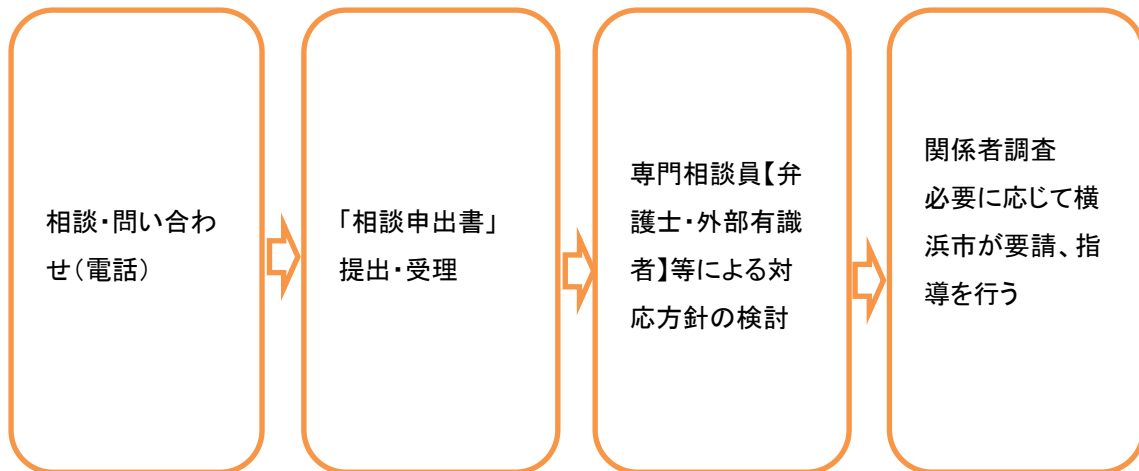 相談・問い合わ
せ（電話）
「相談申出書」
提出・受理
専門相談員【弁
護士・外部有識
者】等による対
応方針の検討
関係者調査
必要に応じて横
浜市が要請、指
導を行う